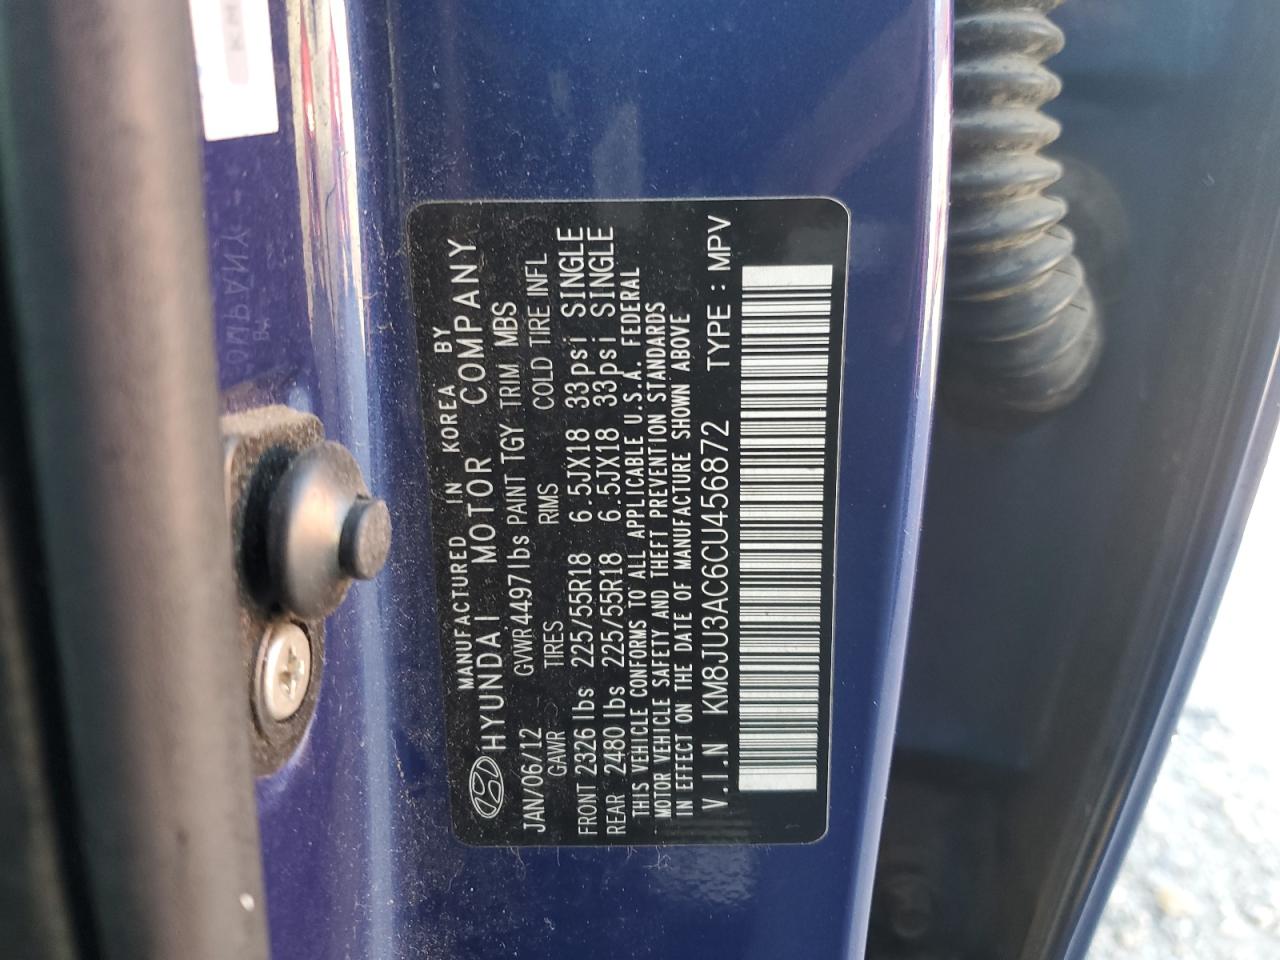 MANUFACTURED IN KOREA BY
HYUNDAI MOTOR COMPANY
JAN/06/12 GVWR 4497lbs PAINT TGY TRIM MBS
GAWR TIRES RIMS COLD TIRE INFL
FRONT 2326lbs 225/55R18 6.5JX18 33psi SINGLE
REAR 2480lbs 225/55R18 6.5JX18 33psi SINGLE
THIS VEHICLE CONFORMS TO ALL APPLICABLE U.S.A. FEDERAL
MOTOR VEHICLE SAFETY AND THEFT PREVENTION STANDARDS
IN EFFECT ON THE DATE OF MANUFACTURE SHOWN ABOVE
V.I.N KM8JU3AC6CU456872 TYPE : MPV